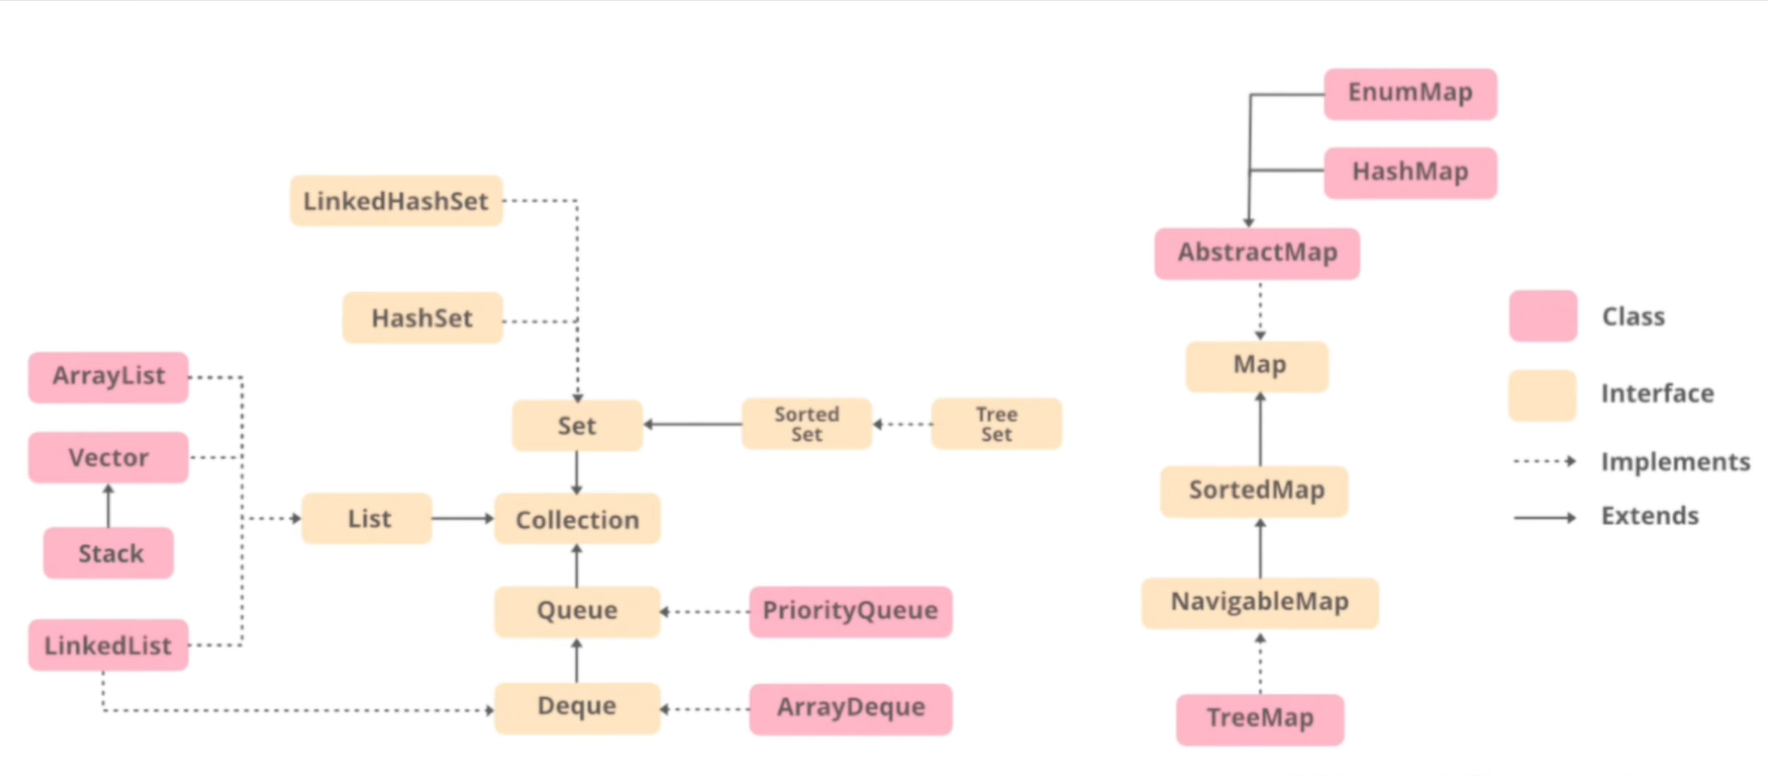 EnumMap
HashMap
LinkedHashSet
AbstractMap
HashSet
Class
ArrayList
Map
Interface
Set
Sorted
Set
Tree
Set
Vector
Implements
SortedMap
List
Collection
Extends
Stack
Queue
PriorityQueue
NavigableMap
LinkedList
Deque
ArrayDeque
TreeMap